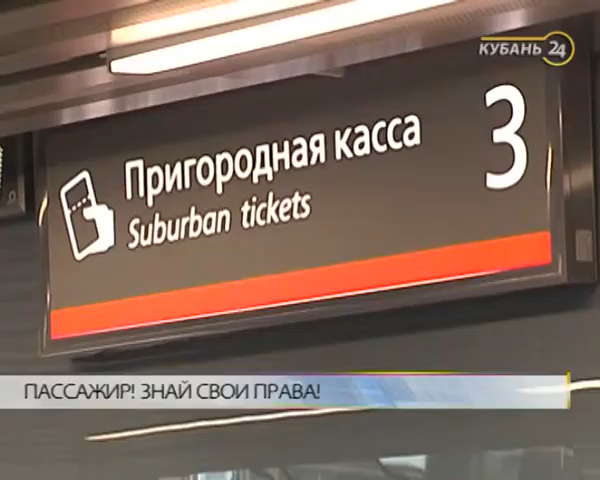 КУБАНЬ 24
Пригородная касса
3
Suburban tickets
ПАССАЖИР! ЗНАЙ СВОИ ПРАВА!